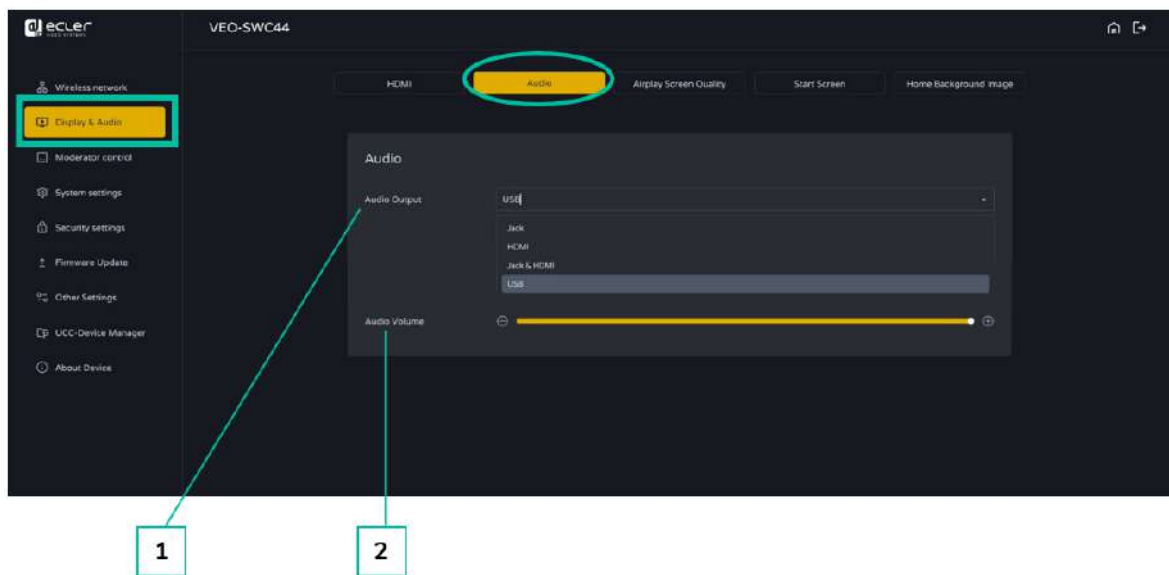 ecler
VEO-SWC44
Wireless network
Display & Audio
Moderator control
System settings
Security settings
Firmware Update
Other Settings
UCC-Device Manager
About Device
HDMI
Audio
Airplay Screen Quality
Start Screen
Home Background Image
Audio
Audio Output
USB
Jack
HDMI
Jack & HDMI
USB
Audio Volume
1
2